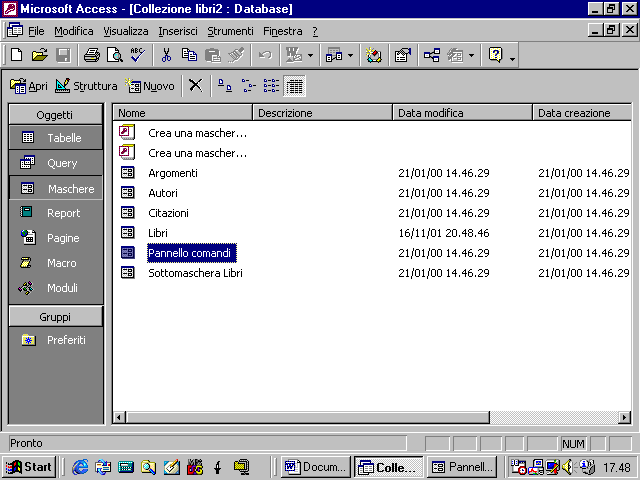 Microsoft Access - [Collezione libri2 : Database]
File Modifica Visualizza Inserisci Strumenti Finestra ?
Apri Struttura Nuovo
Oggetti
Tabelle
Query
Maschere
Report
Pagine
Macro
Moduli
Gruppi
Preferiti
Nome Descrizione Data modifica Data creazione
Crea una mascher...
Crea una mascher...
Argomenti 21/01/00 14.46.29 21/01/00 14.46.29
Autori 21/01/00 14.46.29 21/01/00 14.46.29
Citazioni 21/01/00 14.46.29 21/01/00 14.46.29
Libri 16/11/01 20.48.46 21/01/00 14.46.29
Pannello comandi 21/01/00 14.46.29 21/01/00 14.46.29
Sottomaschera Libri 21/01/00 14.46.29 21/01/00 14.46.29
Pronto NUM
Start Docum... Colle... Pannell... 17.48